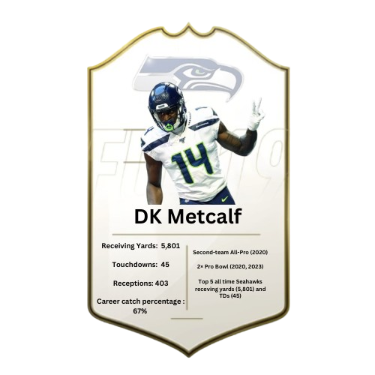 14
DK Metcalf
Receiving Yards: 5,801
Touchdowns: 45
Receptions: 403
Career catch percentage :
67%
Second-team All-Pro (2020)
2× Pro Bowl (2020, 2023)
Top 5 all time Seahawks
receving yards (5,801) and
TDs (45)